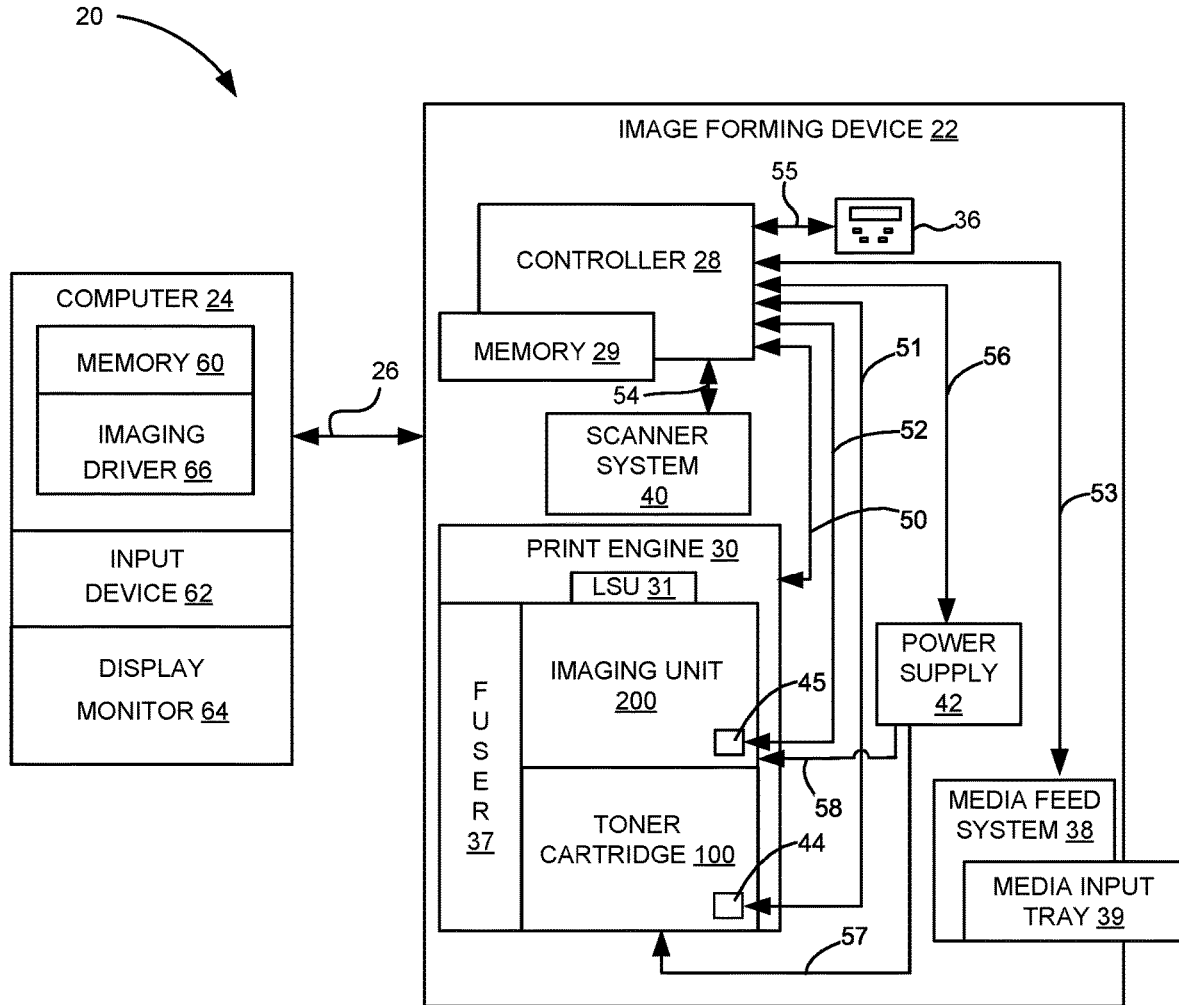 20
IMAGE FORMING DEVICE 22
55
36
CONTROLLER 28
MEMORY 29
54
SCANNER
SYSTEM
40
51
56
52
53
50
COMPUTER 24
MEMORY 60
IMAGING
DRIVER 66
26
INPUT
DEVICE 62
DISPLAY
MONITOR 64
PRINT ENGINE 30
LSU 31
FUSER
37
IMAGING UNIT
200
45
POWER
SUPPLY
42
58
TONER
CARTRIDGE 100
44
57
MEDIA FEED
SYSTEM 38
MEDIA INPUT
TRAY 39